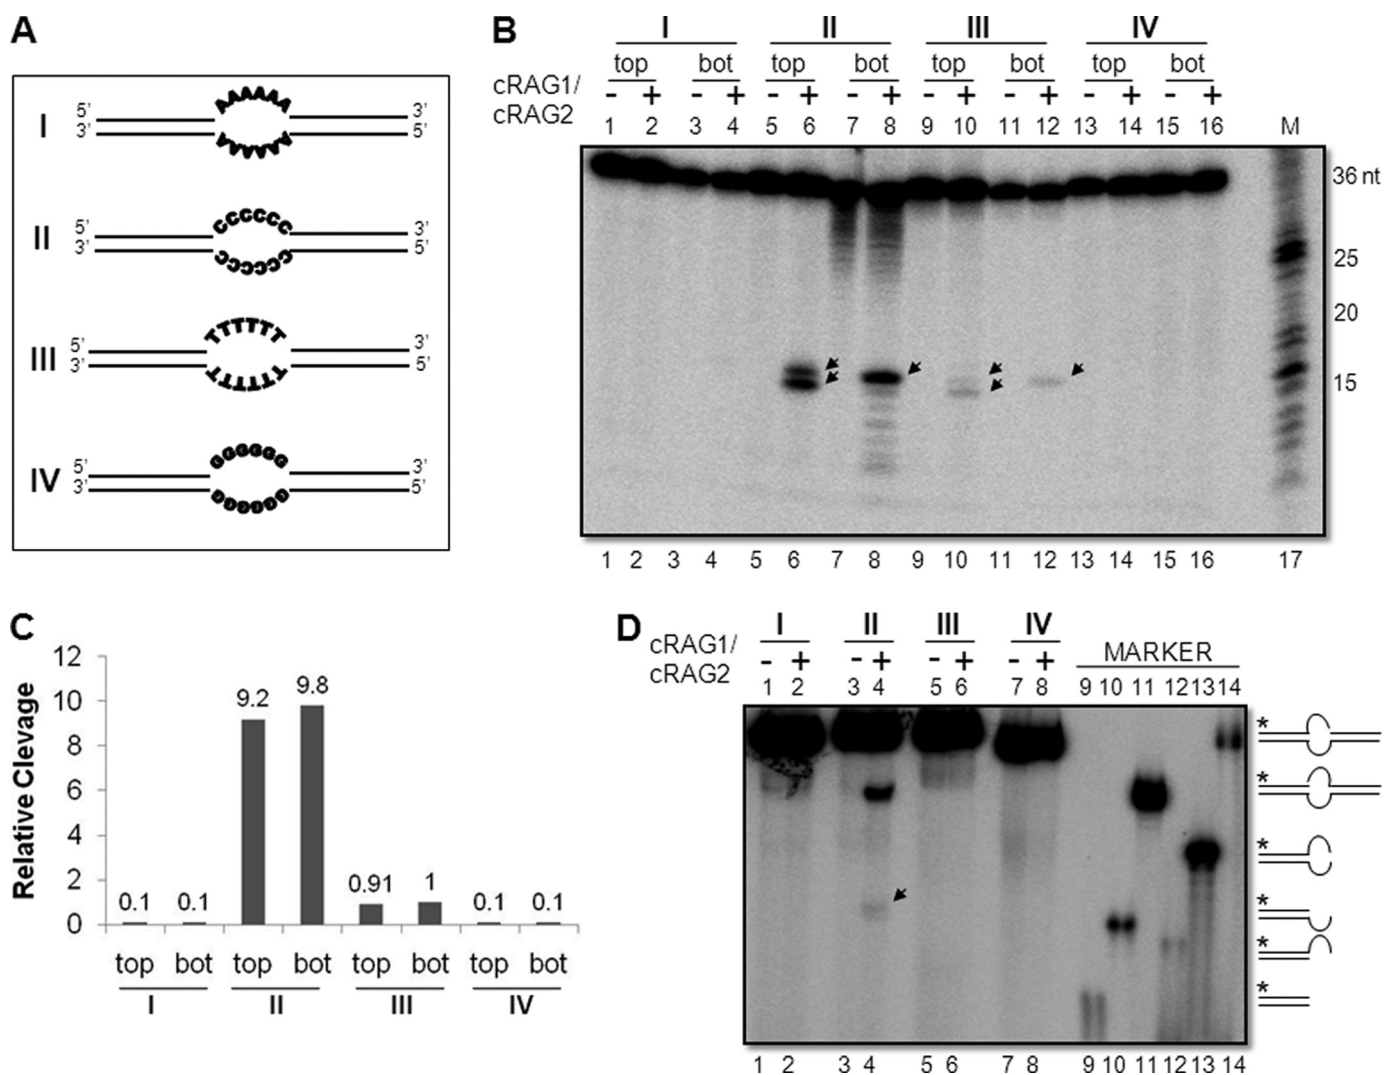 A
I
5'
3'
AAAAAA
AAAAAA
3'
5'
II
5'
3'
CCCCCC
CCCCCC
3'
5'
III
5'
3'
TTTTTT
TTTTTT
3'
5'
IV
5'
3'
GGGGGG
GGGGGG
3'
5'
B
I II III IV
top bot top bot top bot top bot
cRAG1/ - + - + - + - + - + - + - + - +
cRAG2 1 2 3 4 5 6 7 8 9 10 11 12 13 14 15 16 M
36 nt
25
20
15
1 2 3 4 5 6 7 8 9 10 11 12 13 14 15 16 17
C
Relative Clevage
12
10
8
6
4
2
0
0.1 0.1 9.2 9.8 0.91 1 0.1 0.1
top bot top bot top bot top bot
I II III IV
D
I II III IV
cRAG1/ - + - + - + - + MARKER
cRAG2 1 2 3 4 5 6 7 8 9 10 11 12 13 14
*
*
*
*
*
*
1 2 3 4 5 6 7 8 9 10 11 12 13 14